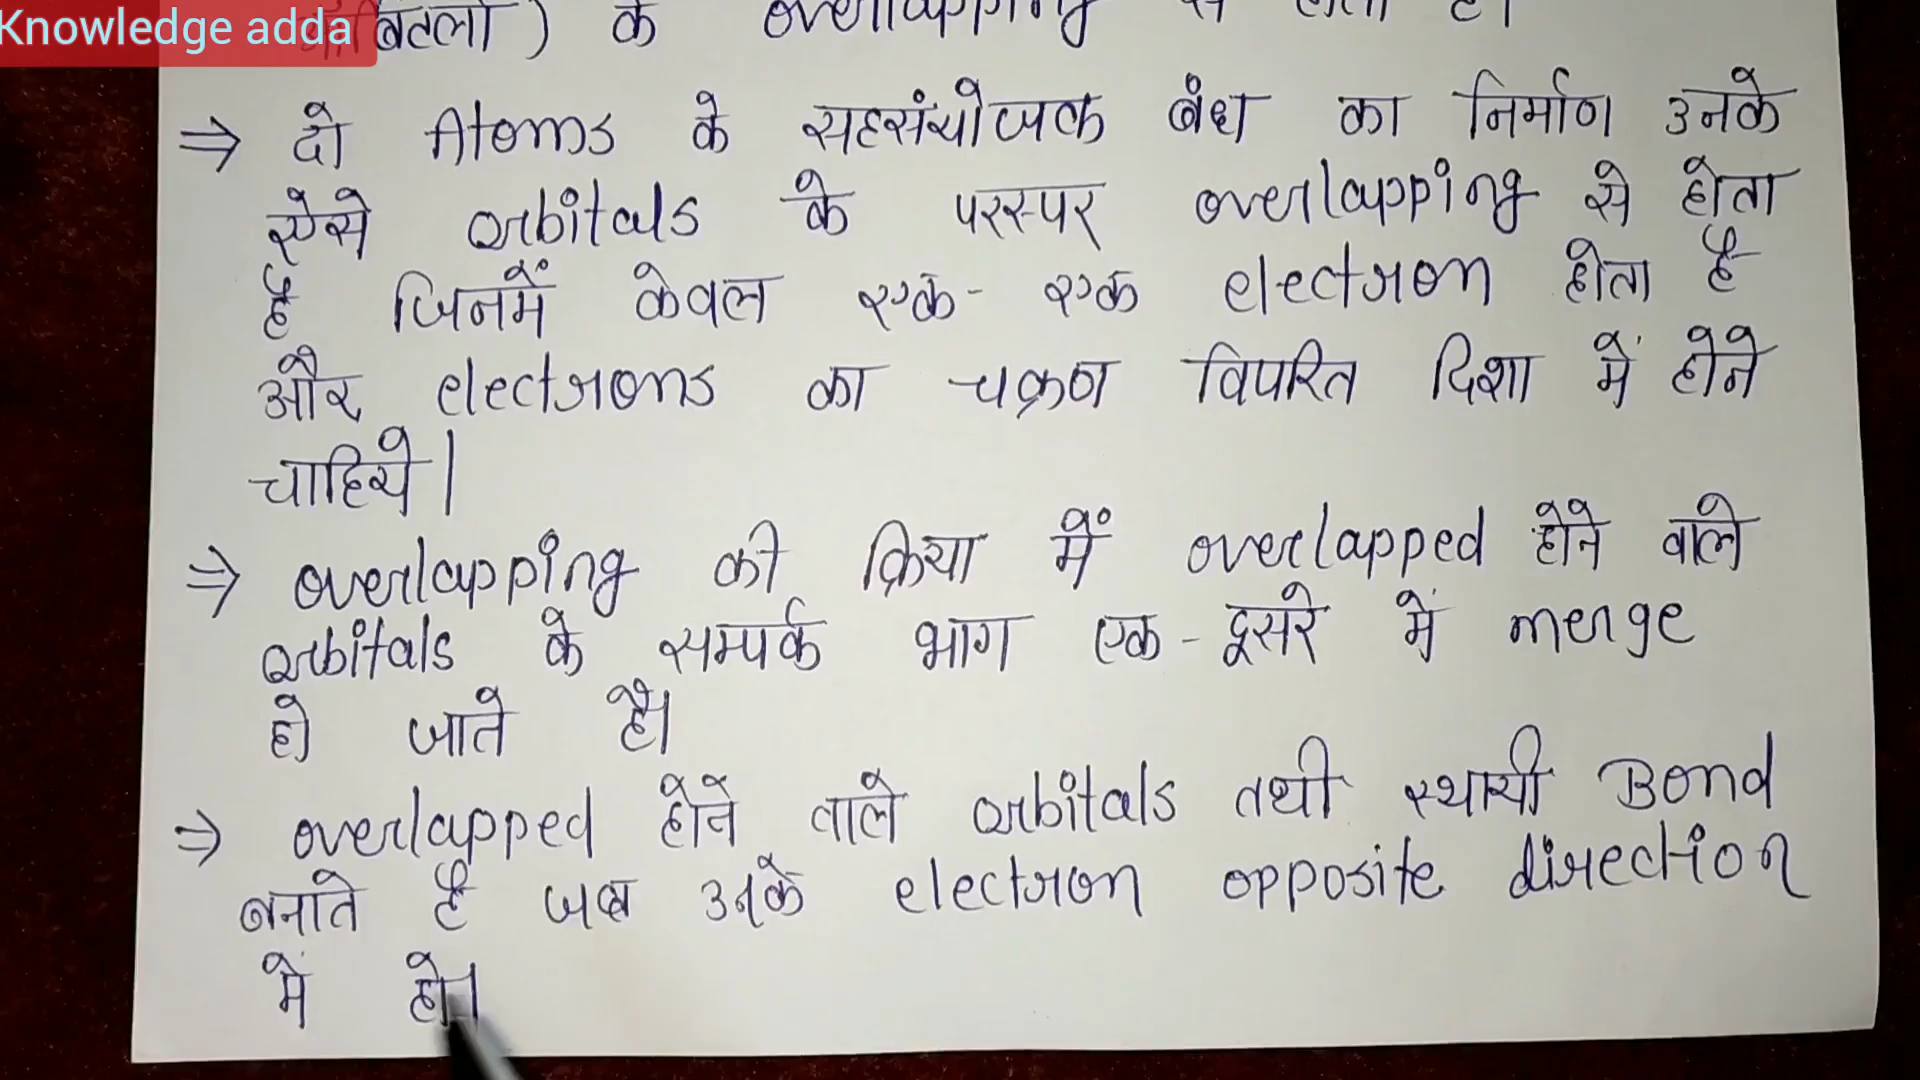 Knowledge adda
के overlapping से होता है।
⇒ दो Atoms के सहसंयोजक बंध का निर्माण उनके
ऐसे orbitals के परस्पर overlapping से होता
है जिनमें केवल एक- एक electron होता है
और electrons का चक्रण विपरित दिशा में होने
चाहिये।
⇒ overlapping की क्रिया में overlapped होने वाले
orbitals के सम्पर्क भाग एक-दूसरे में merge
हो जाते है।
⇒ overlapped होने वाले orbitals तथी स्थायी Bond
बनाते है जब उनके electron opposite direction
में हो।